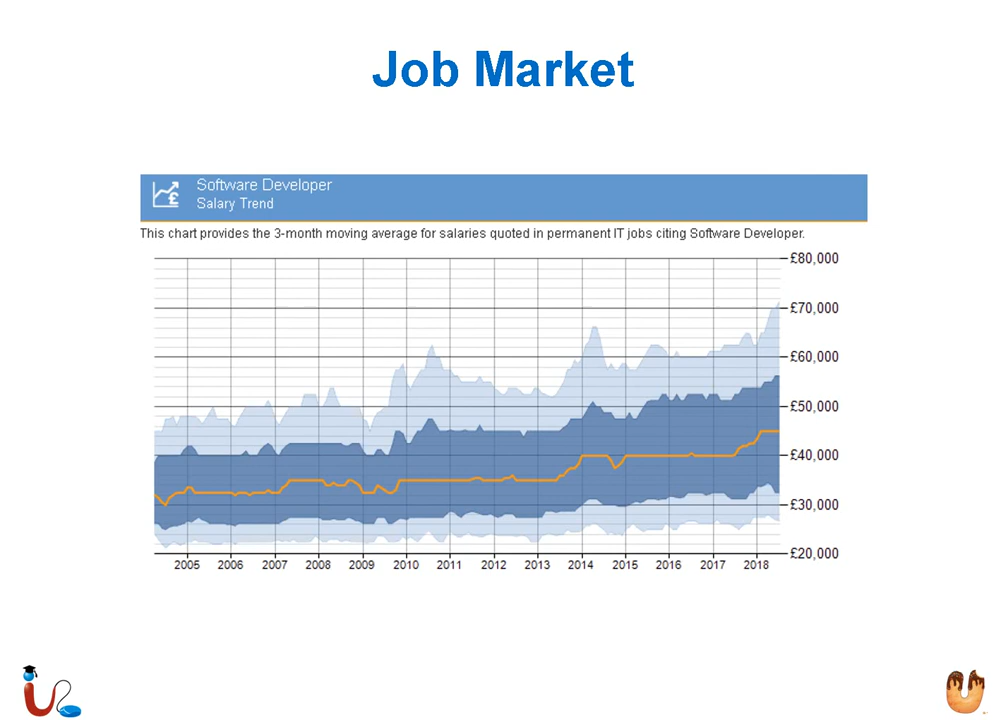 Job Market
Software Developer
Salary Trend
This chart provides the 3-month moving average for salaries quoted in permanent IT jobs citing Software Developer.
£80,000
£70,000
£60,000
£50,000
£40,000
£30,000
£20,000
2005 2006 2007 2008 2009 2010 2011 2012 2013 2014 2015 2016 2017 2018